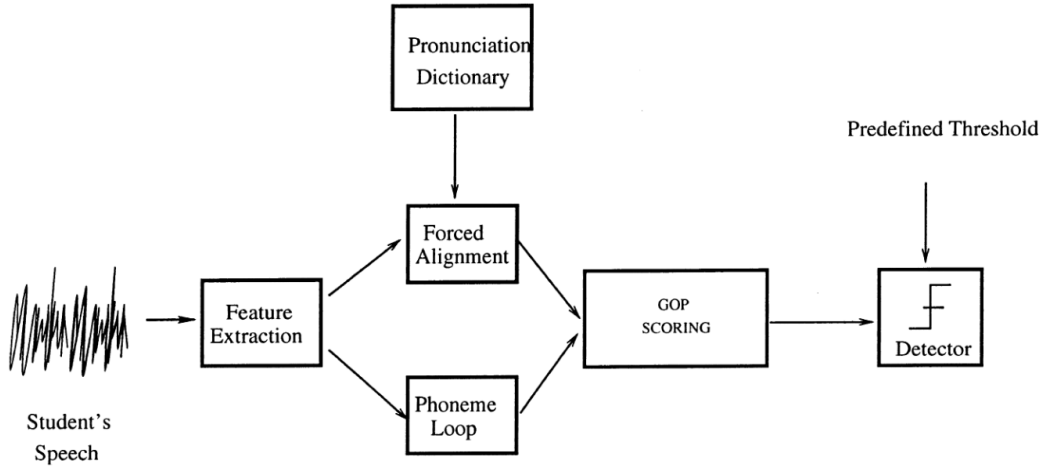 Pronunciation
Dictionary
Predefined Threshold
Forced
Alignment
Feature
Extraction
GOP
SCORING
Detector
Phoneme
Loop
Student's
Speech